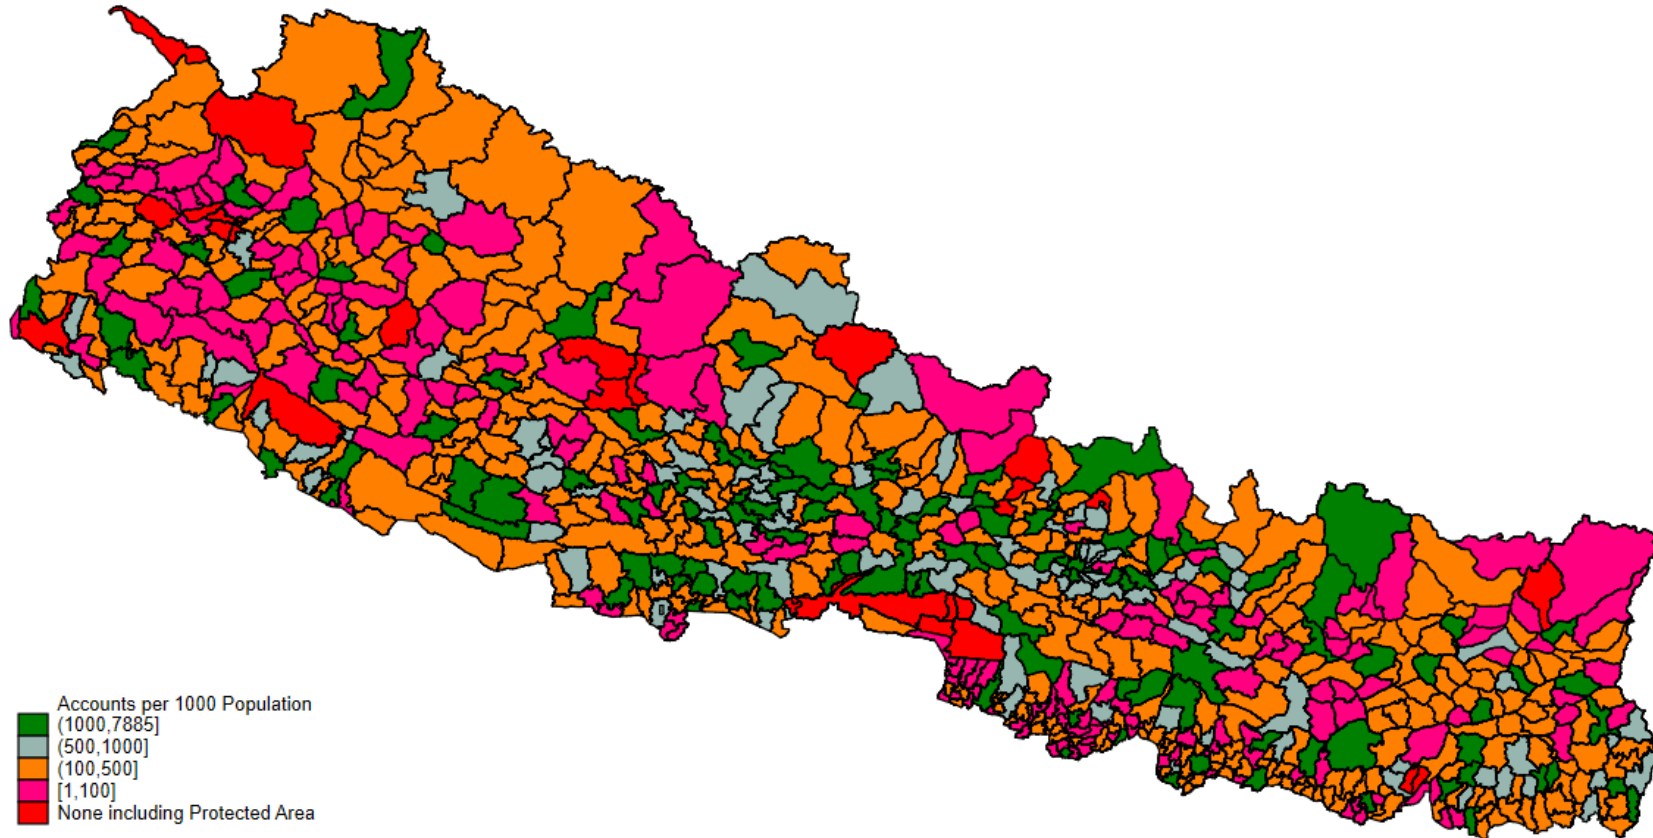 Accounts per 1000 Population
(1000,7885]
(500,1000]
(100,500]
[1,100]
None including Protected Area